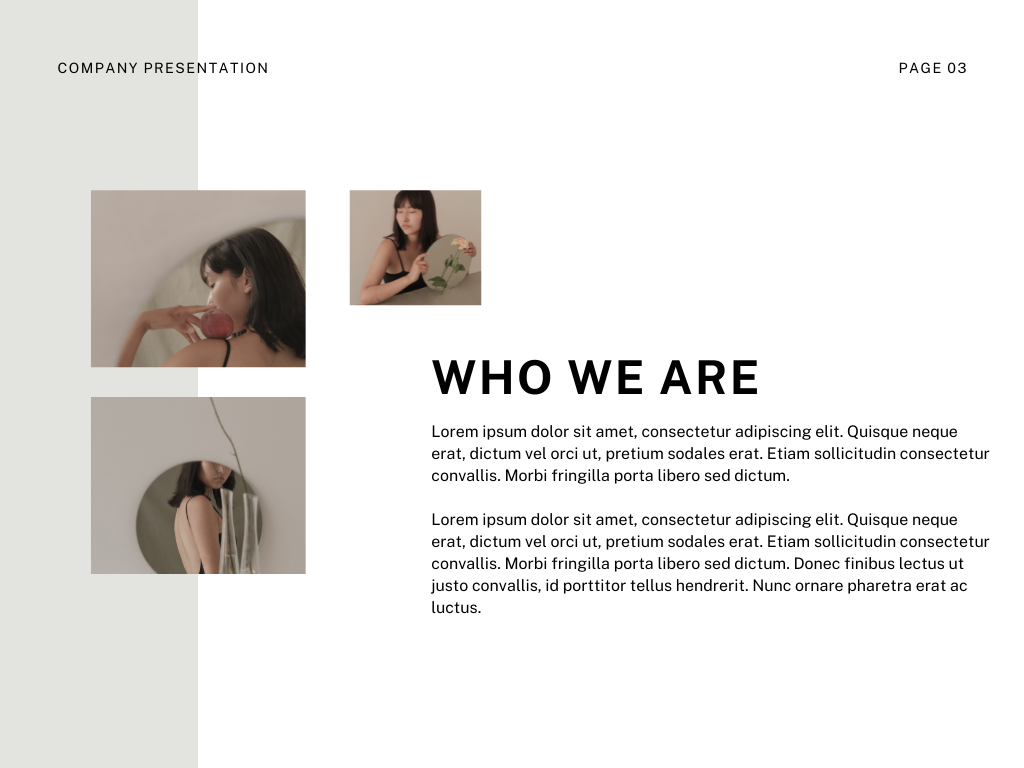 COMPANY PRESENTATION
PAGE 03
WHO WE ARE
Lorem ipsum dolor sit amet, consectetur adipiscing elit. Quisque neque
erat, dictum vel orci ut, pretium sodales erat. Etiam sollicitudin consectetur
convallis. Morbi fringilla porta libero sed dictum.
Lorem ipsum dolor sit amet, consectetur adipiscing elit. Quisque neque
erat, dictum vel orci ut, pretium sodales erat. Etiam sollicitudin consectetur
convallis. Morbi fringilla porta libero sed dictum. Donec finibus lectus ut
justo convallis, id porttitor tellus hendrerit. Nunc ornare pharetra erat ac
luctus.